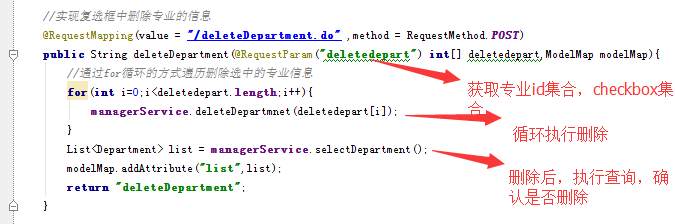 //实现复选框中删除专业的信息
@RequestMapping(value = "/deleteDepartment.do" ,method = RequestMethod.POST)
public String deleteDepartment(@RequestParam("deletedepart") int[] deletedepart,ModelMap modelMap){
//通过for循环的方式遍历删除选中的专业信息
for(int i=0;i<deletedepart.length;i++){
managerService.deleteDepartmnet(deletedepart[i]);
}
List<Department> list = managerService.selectDepartment();
modelMap.addAttribute("list",list);
return "deleteDepartment";
}
获取专业id集合，checkbox集
合
循环执行删除
删除后，执行查询，确
认是否删除